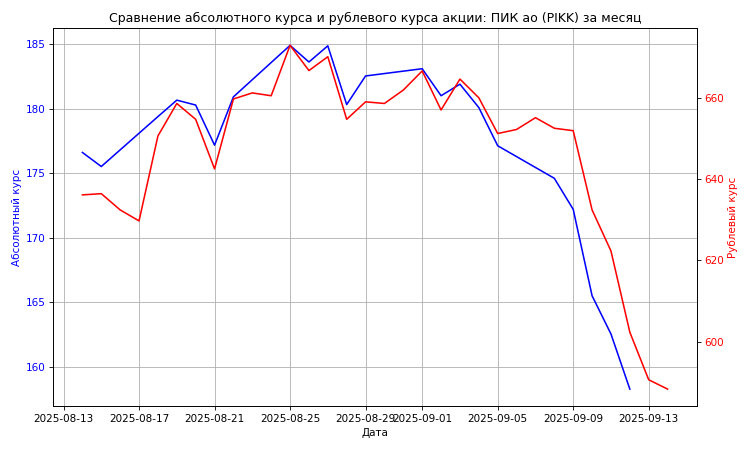 Сравнение абсолютного курса и рублевого курса акции: ПИК ао (PIKK) за месяц
185
180
175
170
165
160
Абсолютный курс
660
640
620
600
Рублевый курс
2025-08-13 2025-08-17 2025-08-21 2025-08-25 2025-08-29 2025-09-01 2025-09-05 2025-09-09 2025-09-13
Дата